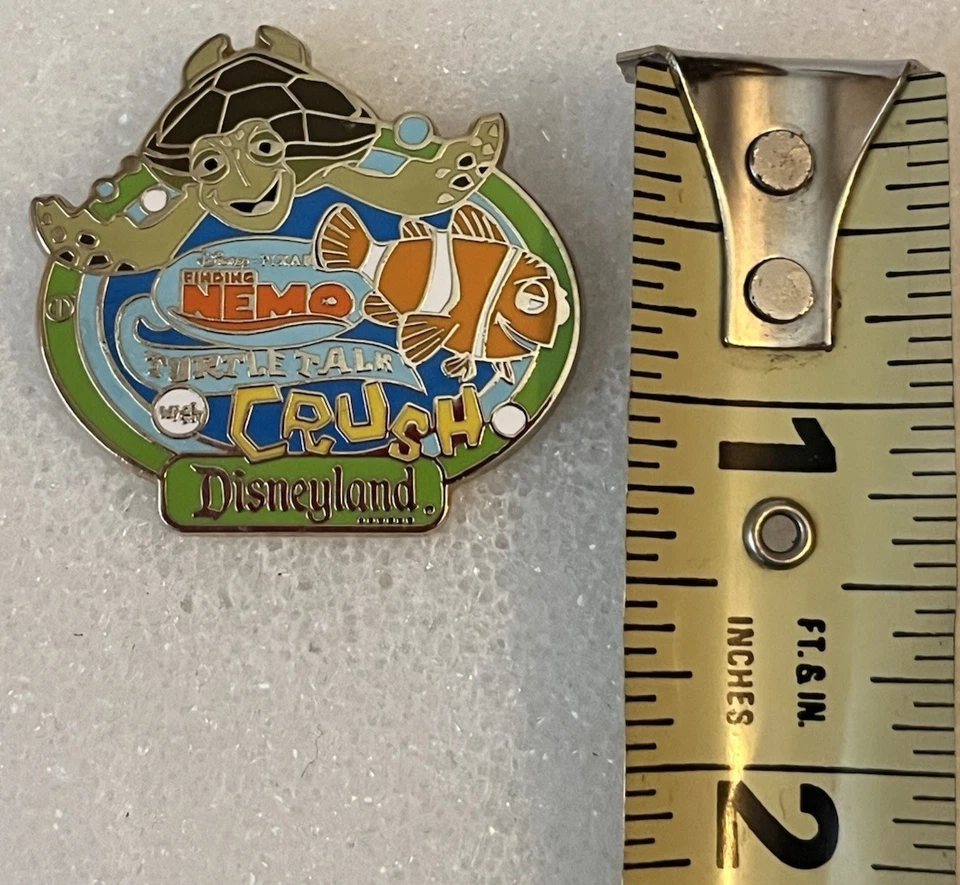 Disney · PIXAR
FINDING
NEMO
TURTLE TALK
with
CRUSH
Disneyland
1
FT. & IN.
INCHES
2